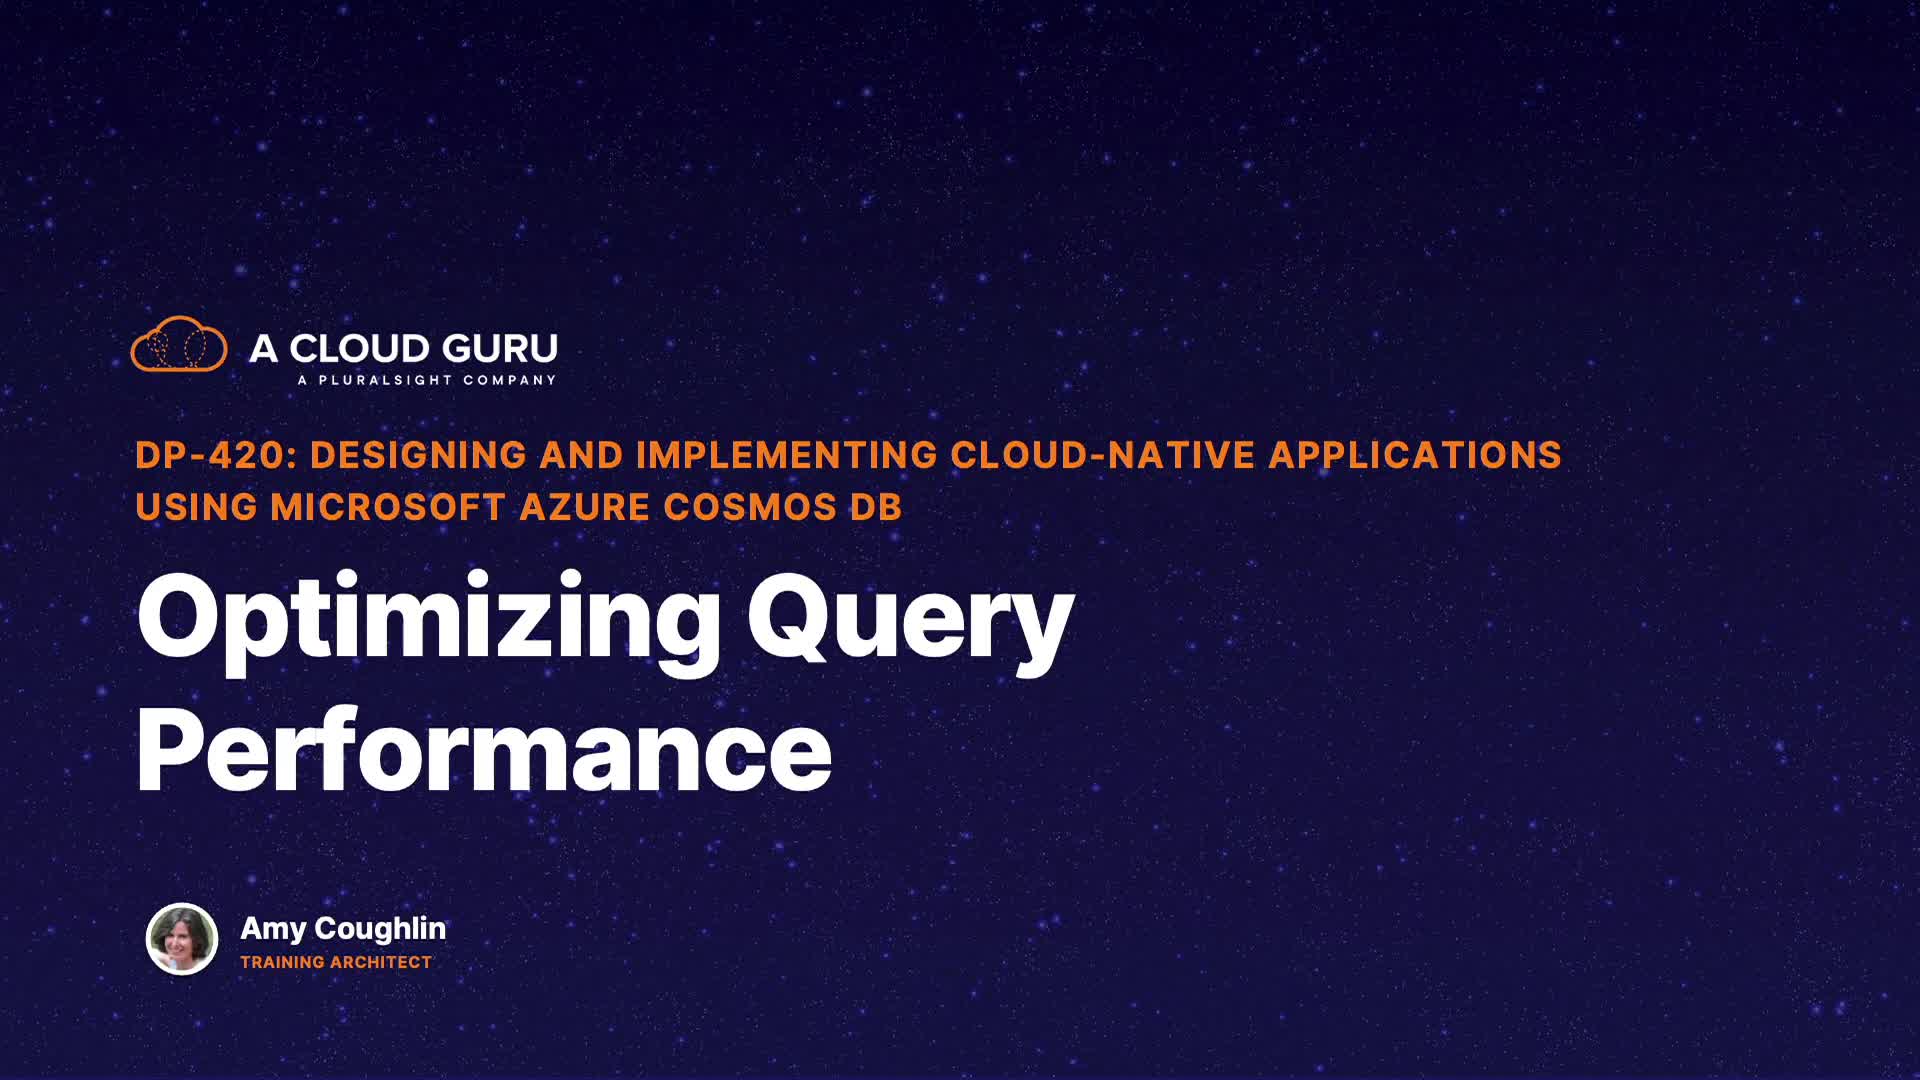 A CLOUD GURU
A PLURALSIGHT COMPANY
DP-420: DESIGNING AND IMPLEMENTING CLOUD-NATIVE APPLICATIONS
USING MICROSOFT AZURE COSMOS DB
Optimizing Query
Performance
Amy Coughlin
TRAINING ARCHITECT